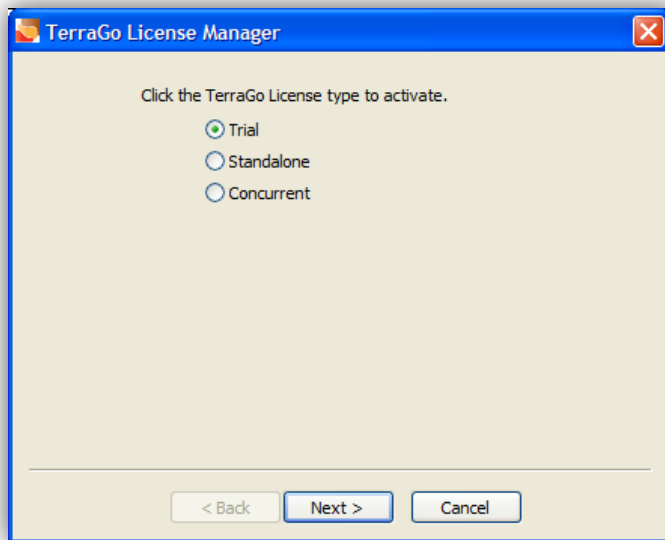 TerraGo License Manager
Click the TerraGo License type to activate.
Trial
Standalone
Concurrent
< Back Next > Cancel